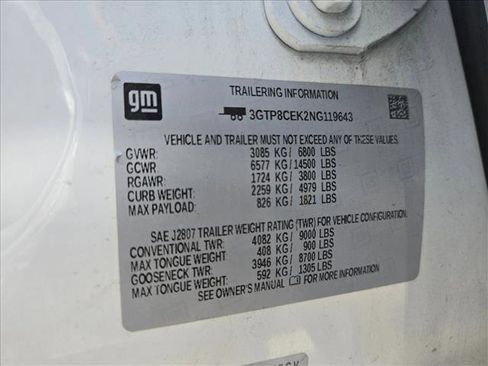 gm
TRAILERING INFORMATION
3GTP8CEK2NG119643
VEHICLE AND TRAILER MUST NOT EXCEED ANY OF THESE VALUES.
GVWR: 3085 KG / 6800 LBS
GCWR: 6577 KG / 14500 LBS
RGAWR: 1724 KG / 3800 LBS
CURB WEIGHT: 2259 KG / 4979 LBS
MAX PAYLOAD: 826 KG / 1821 LBS
SAE J2807 TRAILER WEIGHT RATING (TWR) FOR VEHICLE CONFIGURATION.
CONVENTIONAL TWR: 4082 KG / 9000 LBS
MAX TONGUE WEIGHT: 408 KG / 900 LBS
GOOSENECK TWR: 3946 KG / 8700 LBS
MAX TONGUE WEIGHT: 592 KG / 1305 LBS
SEE OWNER'S MANUAL FOR MORE INFORMATION